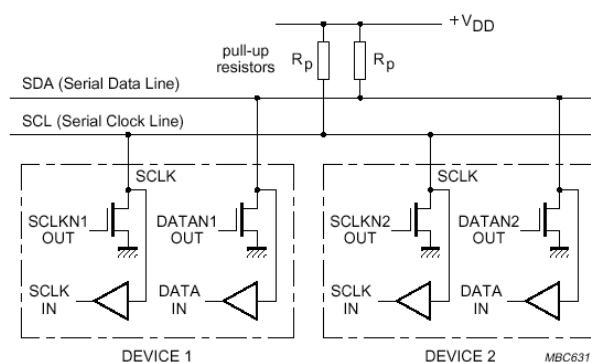 +VDD
pull-up
resistors
Rp
Rp
SDA (Serial Data Line)
SCL (Serial Clock Line)
SCLK
SCLK
SCLKN1
OUT
DATAN1
OUT
SCLKN2
OUT
DATAN2
OUT
SCLK
IN
DATA
IN
SCLK
IN
DATA
IN
DEVICE 1
DEVICE 2
MBC631